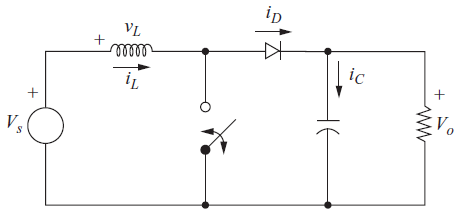 i_D
+ v_L
i_L
i_C
+
V_s
+
V_o